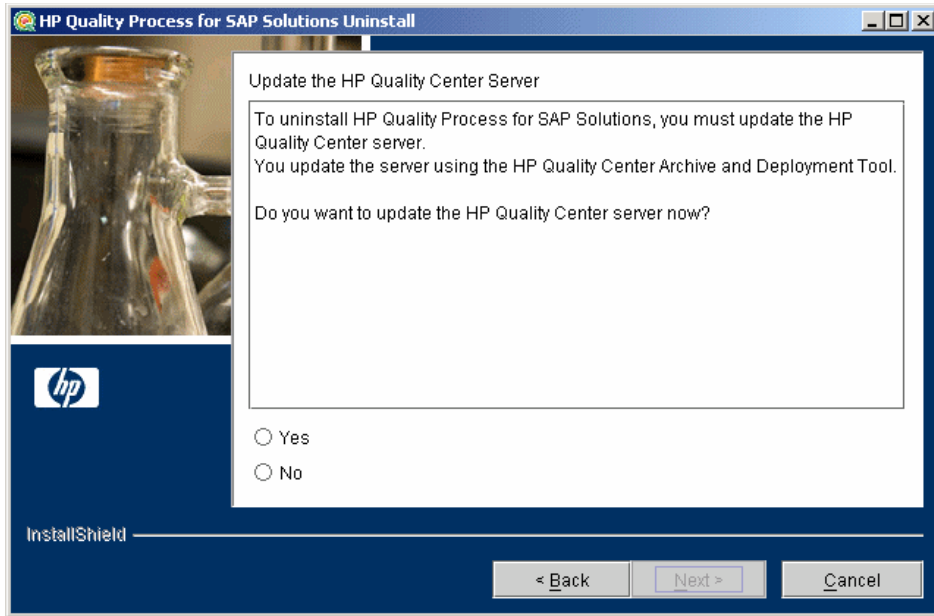 HP Quality Process for SAP Solutions Uninstall
Update the HP Quality Center Server
To uninstall HP Quality Process for SAP Solutions, you must update the HP
Quality Center server.
You update the server using the HP Quality Center Archive and Deployment Tool.
Do you want to update the HP Quality Center server now?
hp
Yes
No
InstallShield
< Back
Next >
Cancel